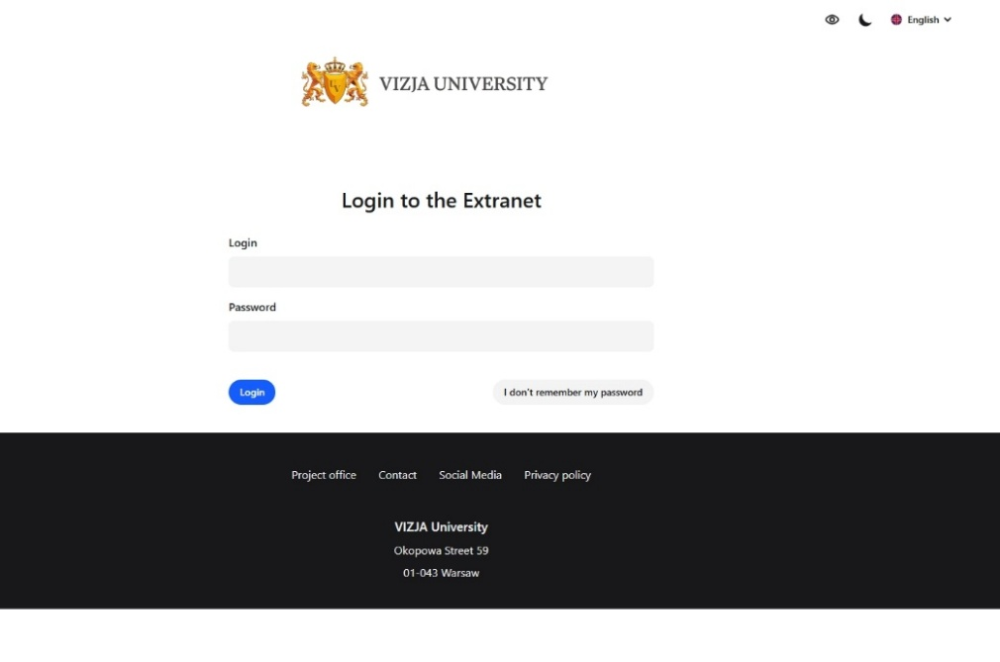 English
VIZJA UNIVERSITY
Login to the Extranet
Login
Password
Login
I don't remember my password
Project office
Contact
Social Media
Privacy policy
VIZJA University
Okopowa Street 59
01-043 Warsaw